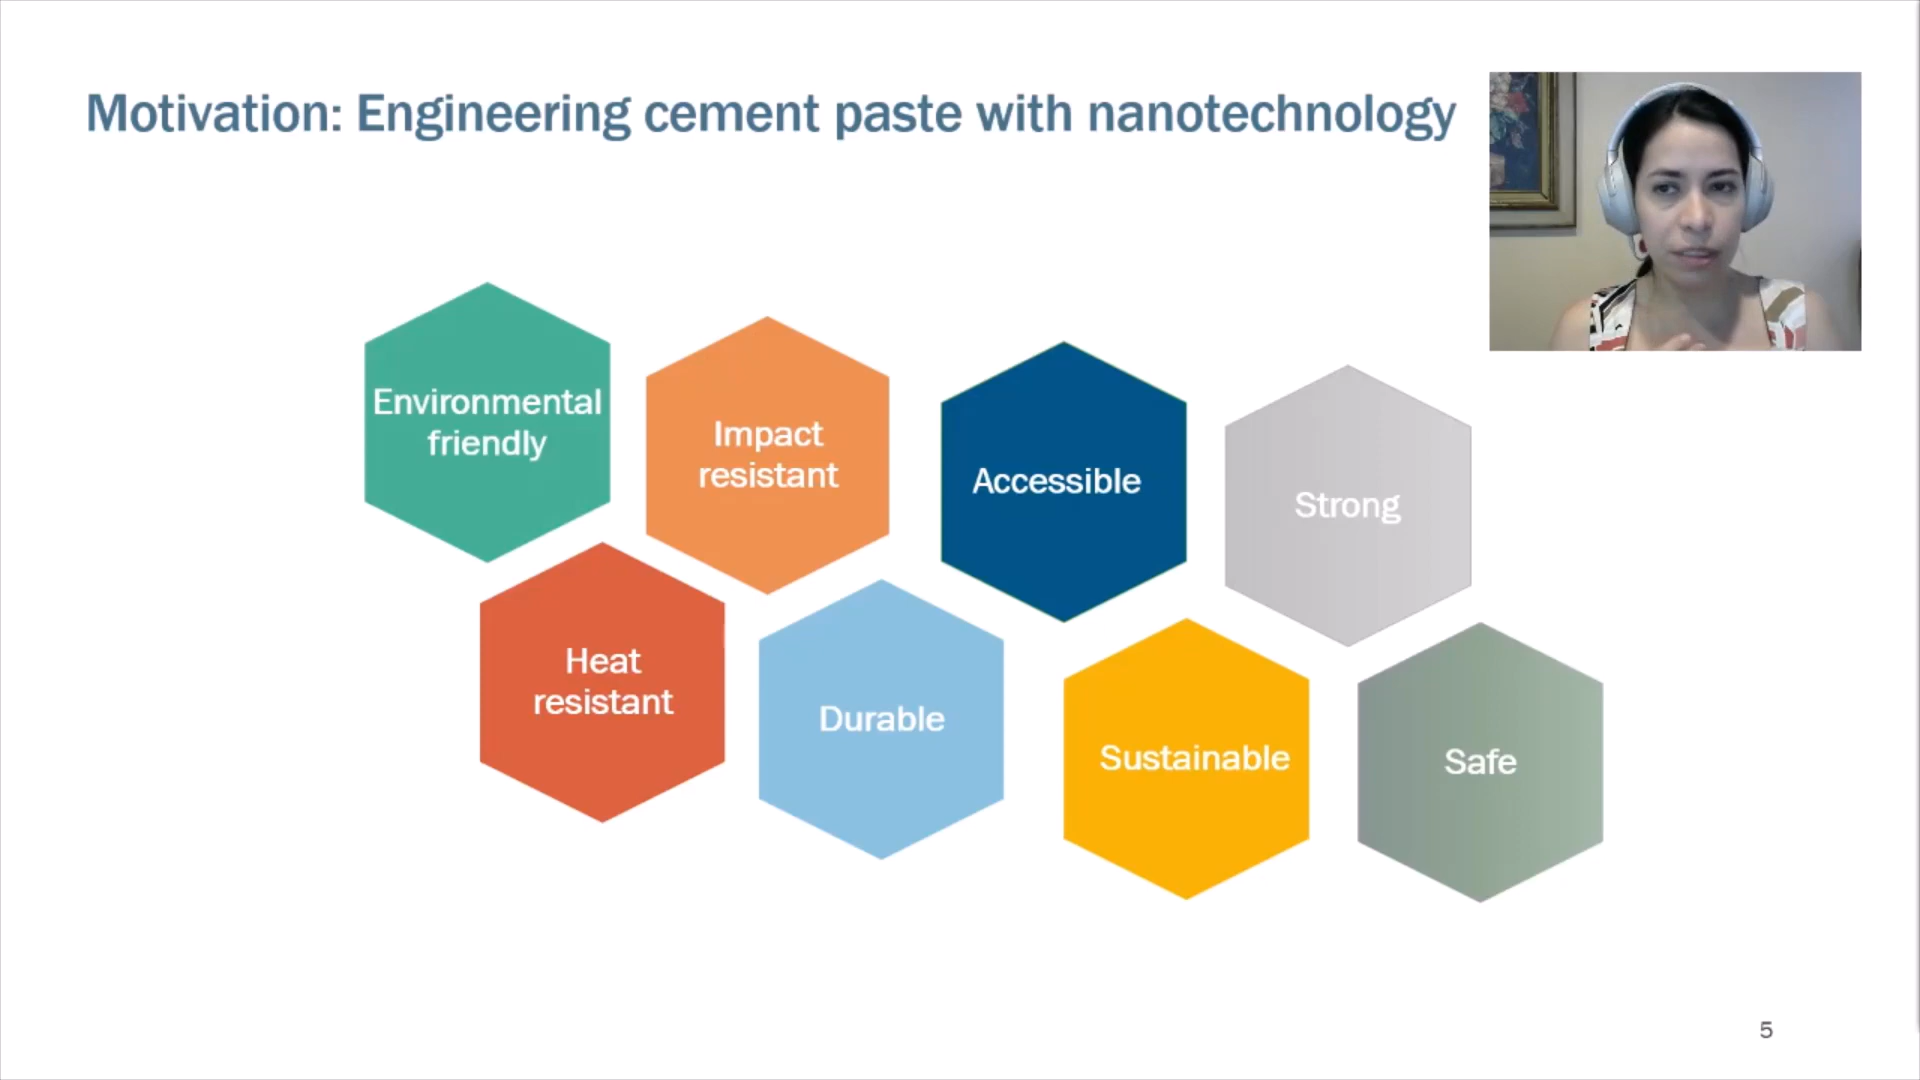 Motivation: Engineering cement paste with nanotechnology
Environmental
friendly
Impact
resistant
Accessible
Strong
Heat
resistant
Durable
Sustainable
Safe
5